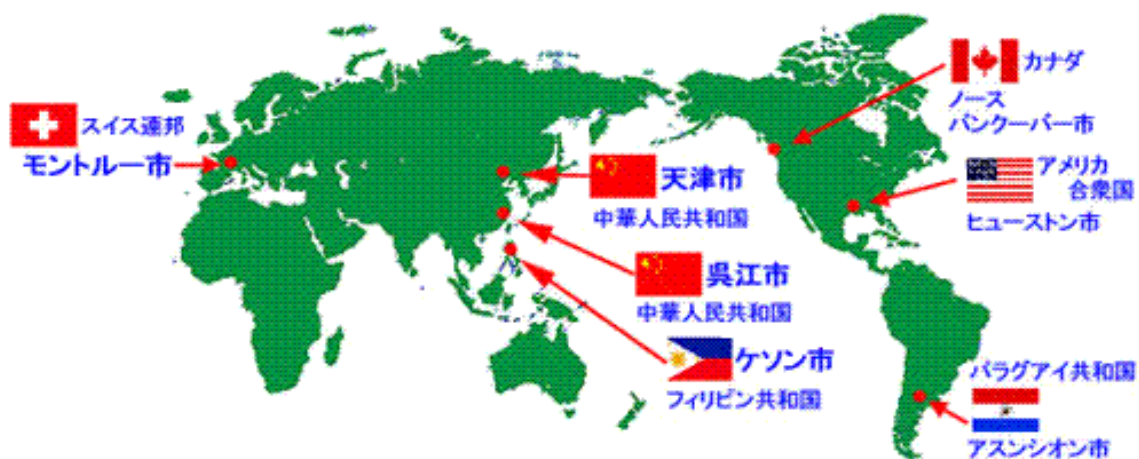 スイス連邦
モントルー市
天津市
中華人民共和国
呉江市
中華人民共和国
ケソン市
フィリピン共和国
カナダ
ノース
バンクーバー市
アメリカ
合衆国
ヒューストン市
パラグアイ共和国
アスンシオン市